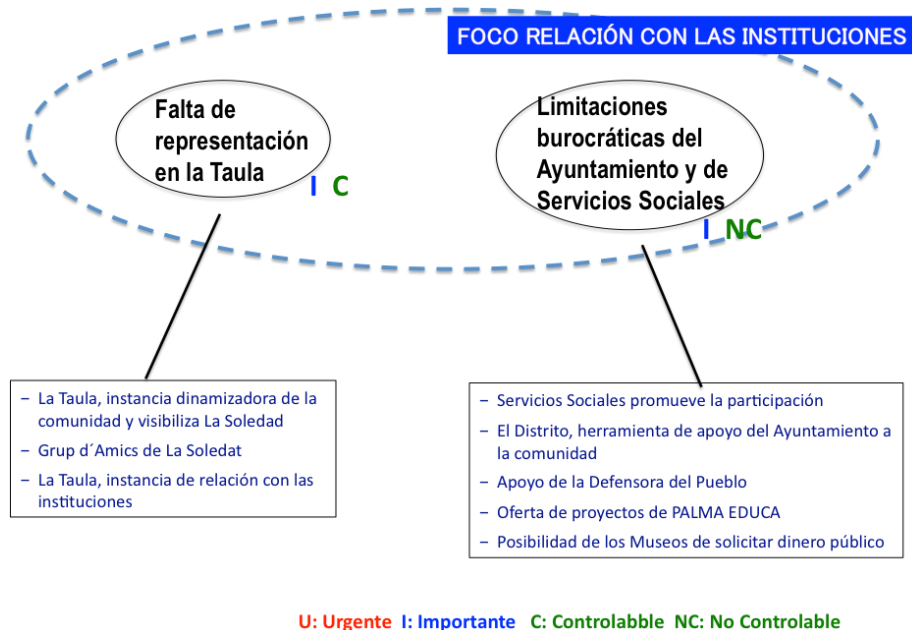 FOCO RELACIÓN CON LAS INSTITUCIONES
Falta de
representación
en la Taula
I C
Limitaciones
burocráticas del
Ayuntamiento y de
Servicios Sociales
I NC
– La Taula, instancia dinamizadora de la
comunidad y visibiliza La Soledad
– Grup d´Amics de La Soledat
– La Taula, instancia de relación con las
instituciones
– Servicios Sociales promueve la participación
– El Distrito, herramienta de apoyo del Ayuntamiento a
la comunidad
– Apoyo de la Defensora del Pueblo
– Oferta de proyectos de PALMA EDUCA
– Posibilidad de los Museos de solicitar dinero público
U: Urgente I: Importante C: Controlabble NC: No Controlable